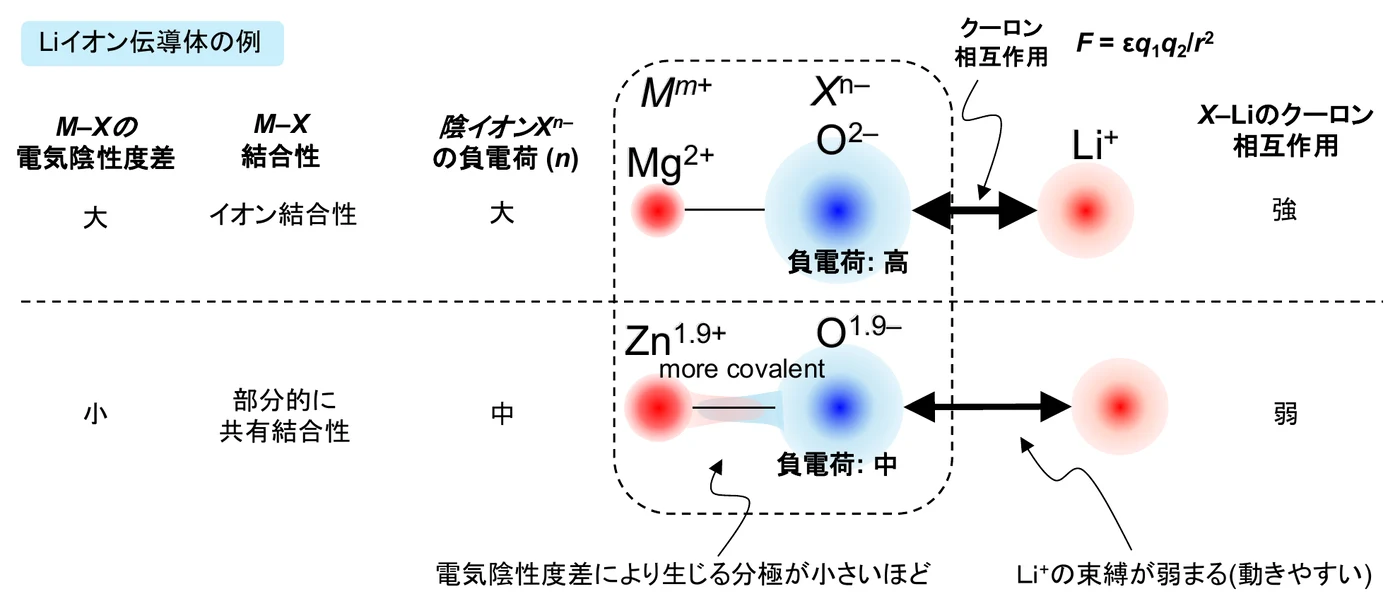 Liイオン伝導体の例
クーロン
相互作用
F = εq₁q₂/r²
M–Xの
電気陰性度差
M–X
結合性
陰イオンXⁿ⁻
の負電荷 (n)
Mᵐ⁺
Xⁿ⁻
X–Liのクーロン
相互作用
Mg²⁺
O²⁻
Li⁺
大
イオン結合性
大
強
負電荷: 高
Zn¹·⁹⁺
O¹·⁹⁻
more covalent
小
部分的に
共有結合性
中
弱
負電荷: 中
電気陰性度差により生じる分極が小さいほど
Li⁺の束縛が弱まる(動きやすい)